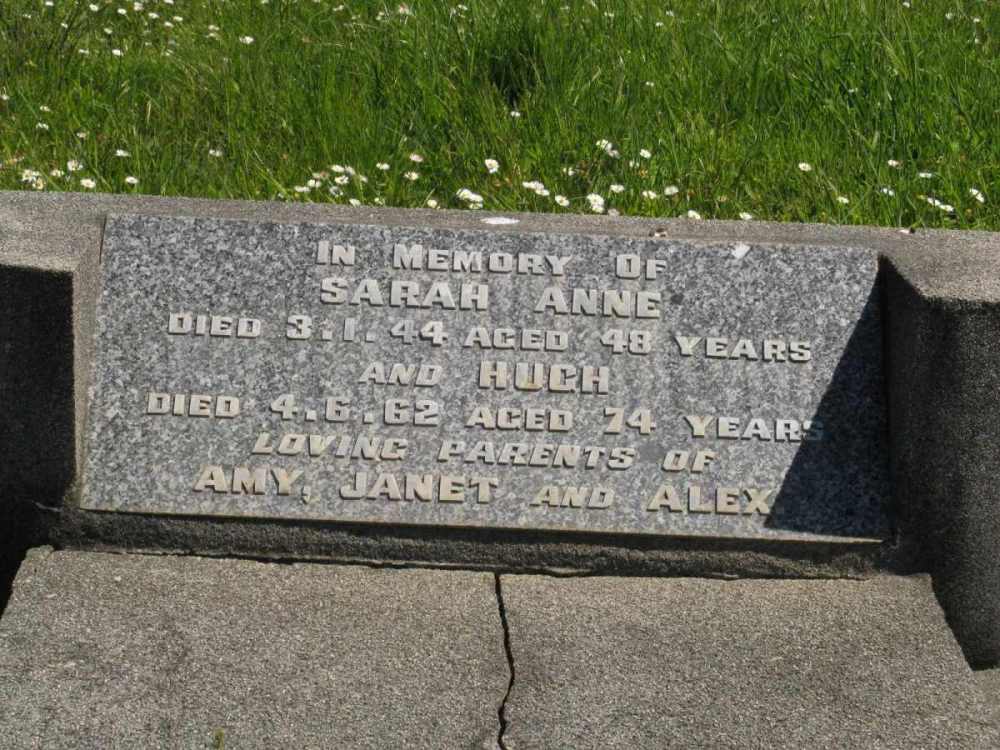 IN MEMORY OF
SARAH ANNE
DIED 3.1.44 AGED 48 YEARS
AND HUGH
DIED 4.6.62 AGED 74 YEARS
LOVING PARENTS OF
AMY, JANET AND ALEX